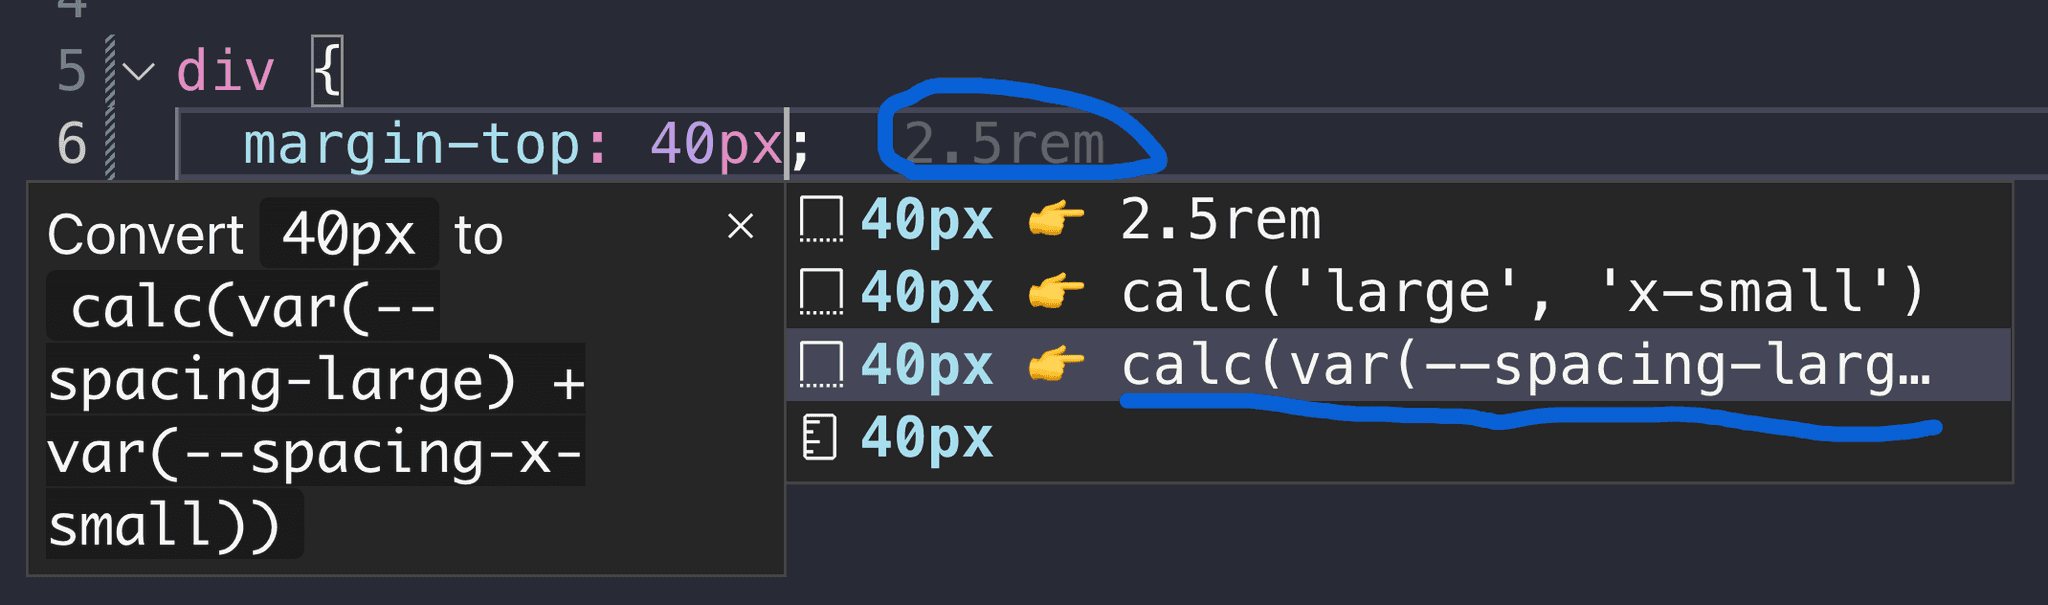 4
5 div {
6 margin-top: 40px; 2.5rem
Convert 40px to
calc(var(--
spacing-large) +
var(--spacing-x-
small))
40px 👉 2.5rem
40px 👉 calc('large', 'x-small')
40px 👉 calc(var(--spacing-larg…
40px